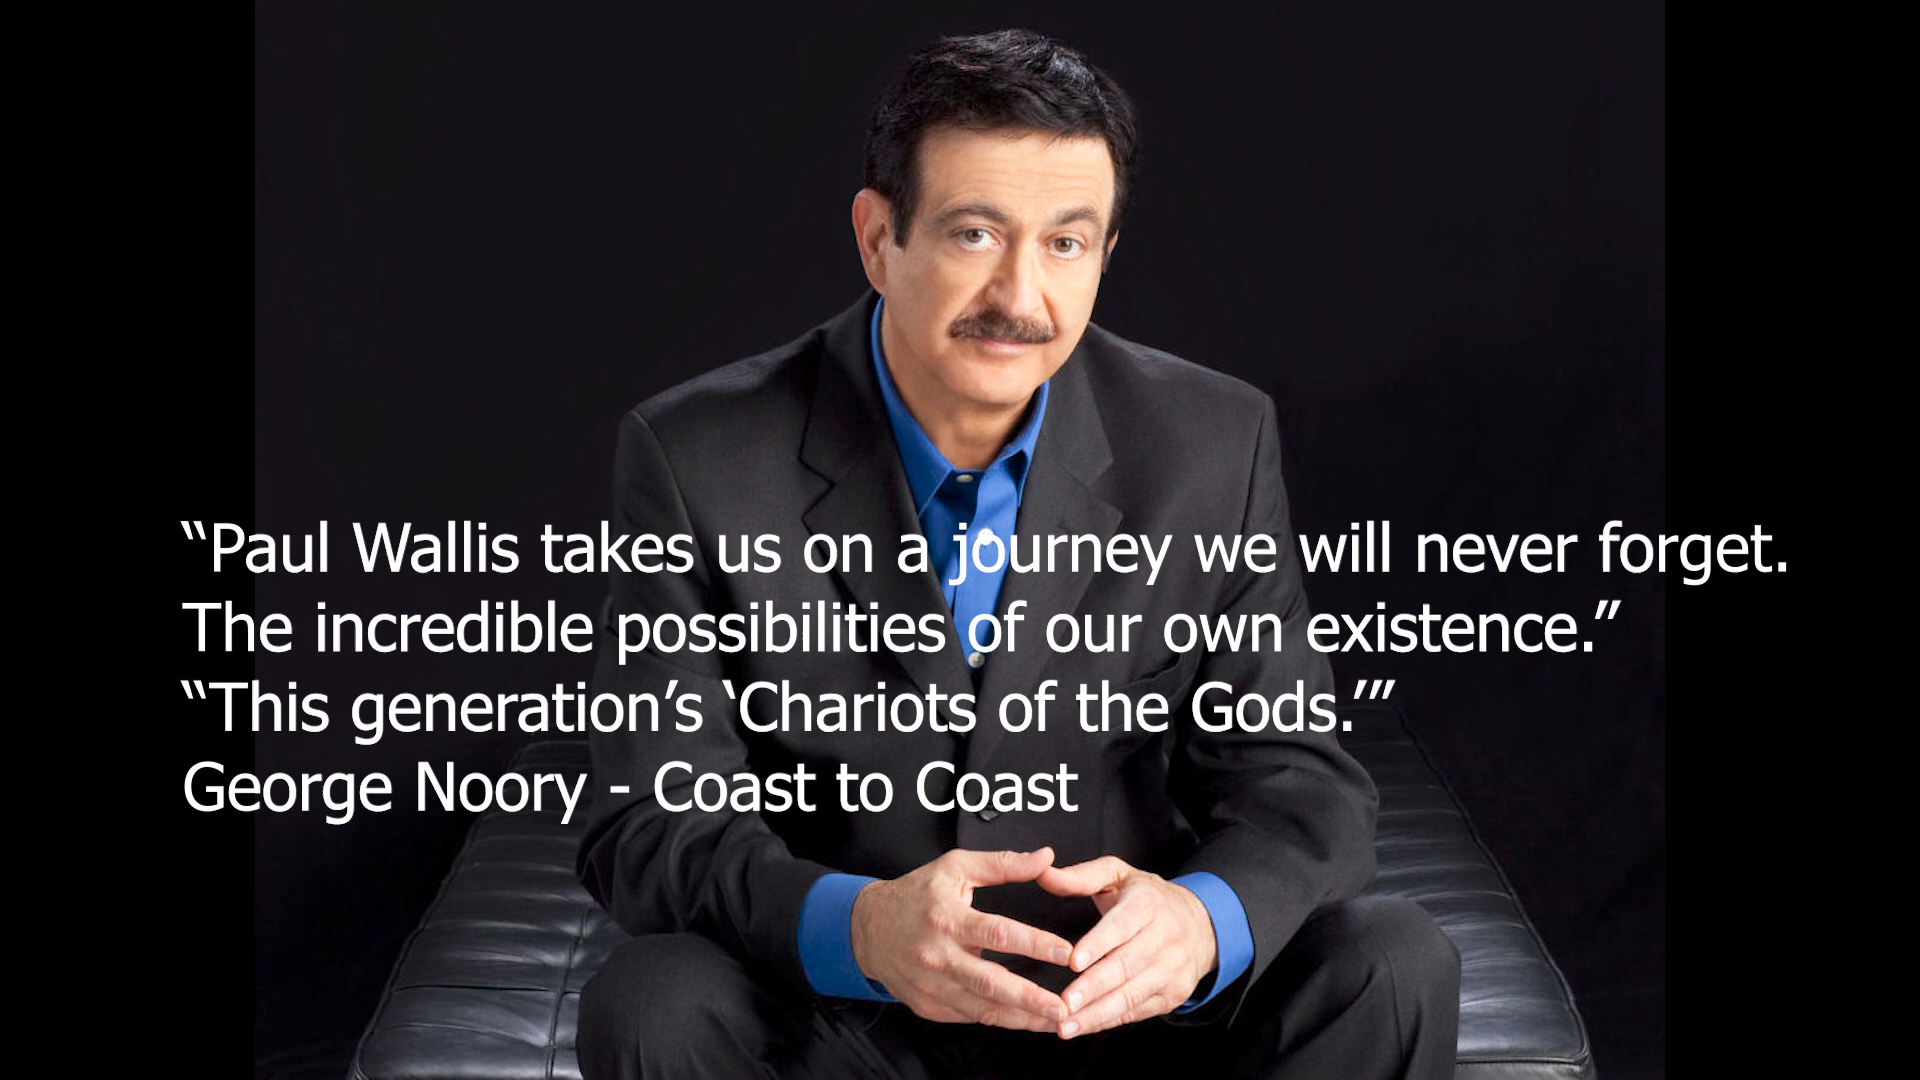 “Paul Wallis takes us on a journey we will never forget.
The incredible possibilities of our own existence.”
“This generation’s ‘Chariots of the Gods.’”
George Noory - Coast to Coast